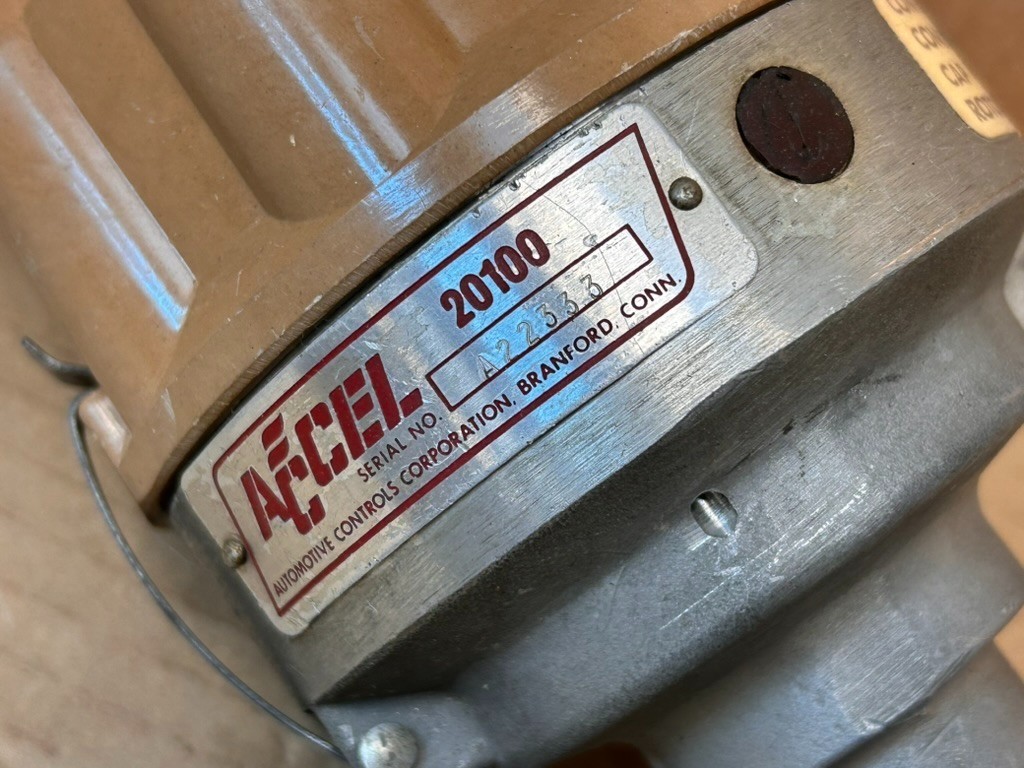 20100
ACCEL
SERIAL NO. A22333
AUTOMOTIVE CONTROLS CORPORATION, BRANFORD, CONN.